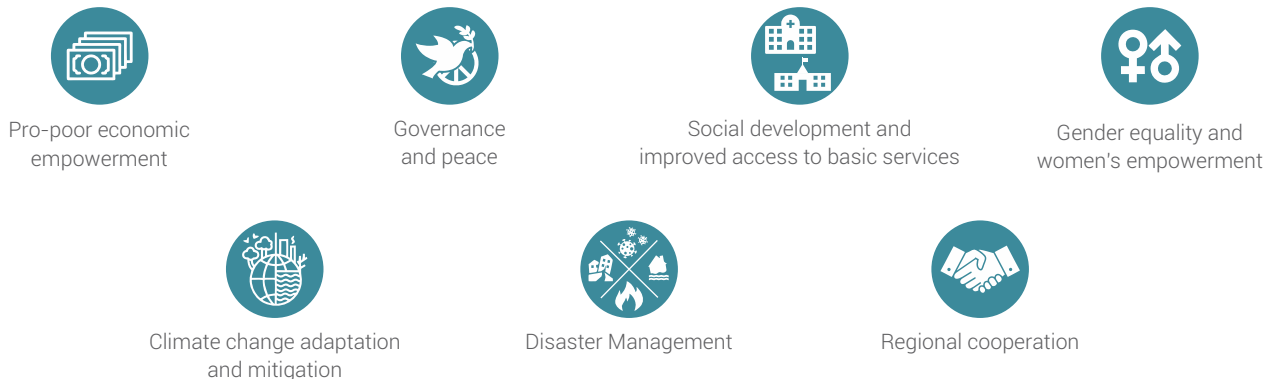 Pro-poor economic
empowerment
Governance
and peace
Social development and
improved access to basic services
Gender equality and
women's empowerment
Climate change adaptation
and mitigation
Disaster Management
Regional cooperation